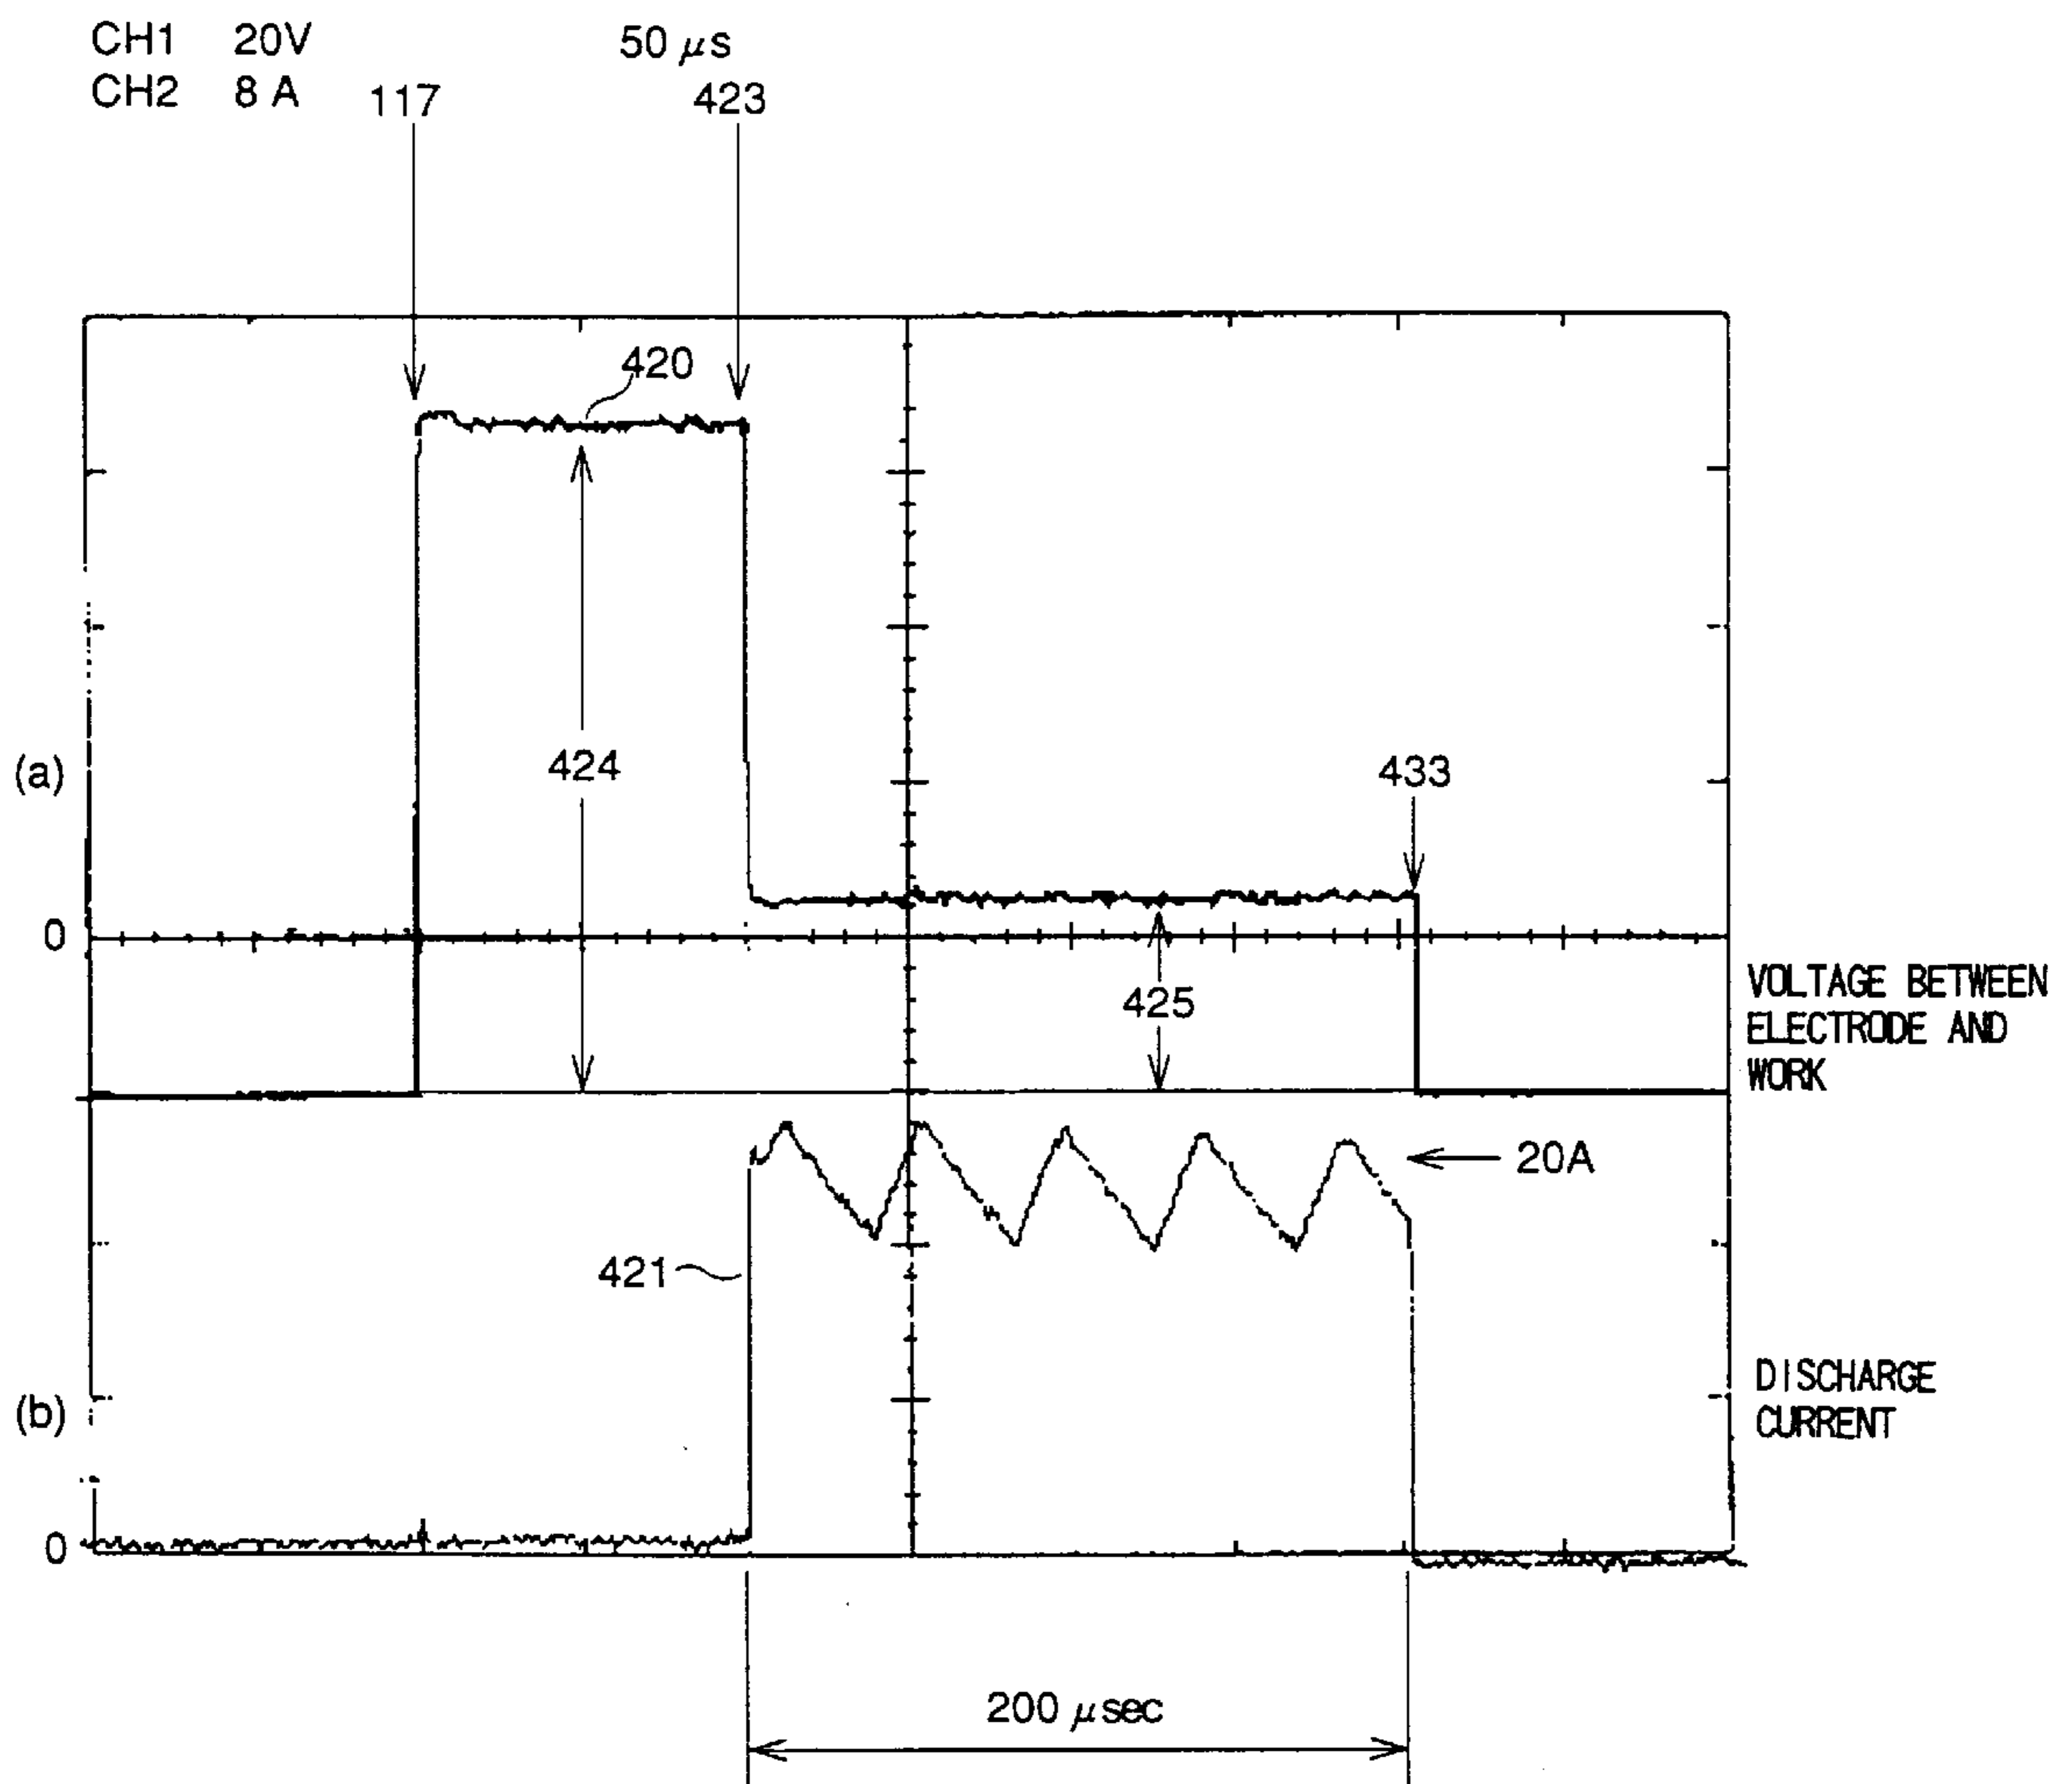 CH1 20V 50 μs
CH2 8 A 117 423
420
(a)
424
433
0
425
VOLTAGE BETWEEN
ELECTRODE AND
WORK
20A
421
DISCHARGE
CURRENT
(b)
0
200 μsec